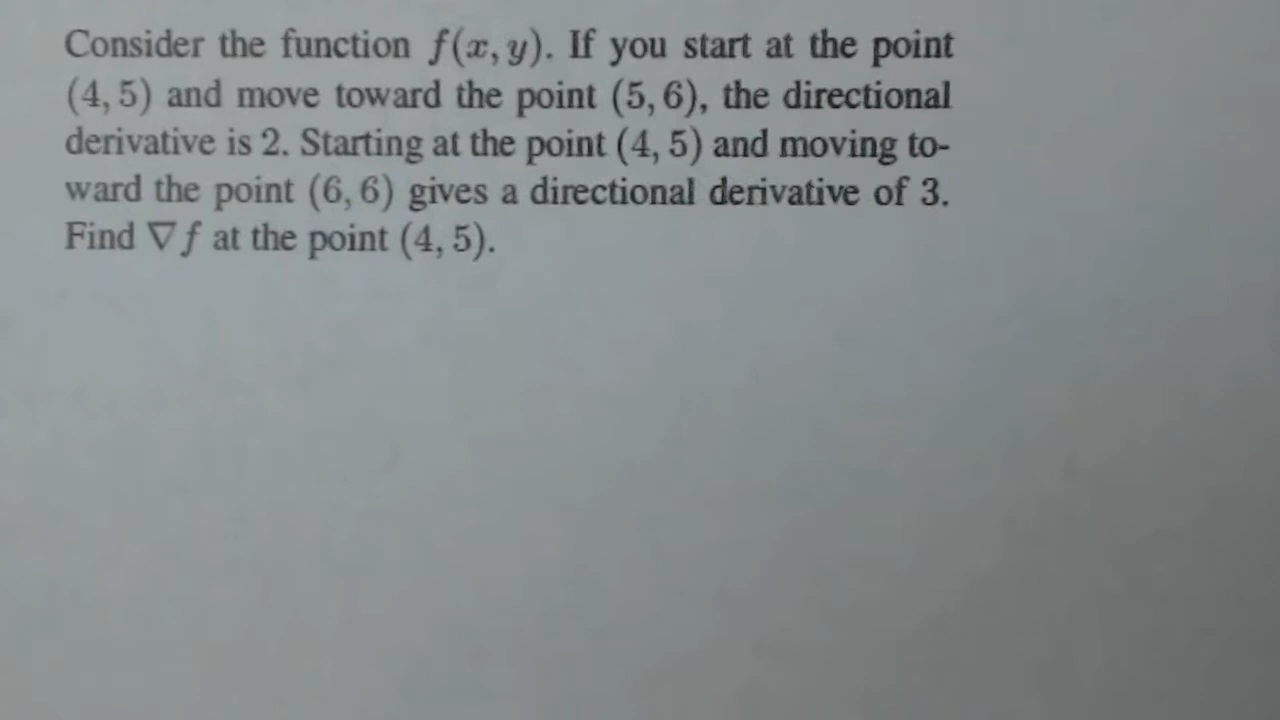 Consider the function f(x, y). If you start at the point
(4, 5) and move toward the point (5, 6), the directional
derivative is 2. Starting at the point (4, 5) and moving to-
ward the point (6, 6) gives a directional derivative of 3.
Find ∇f at the point (4, 5).